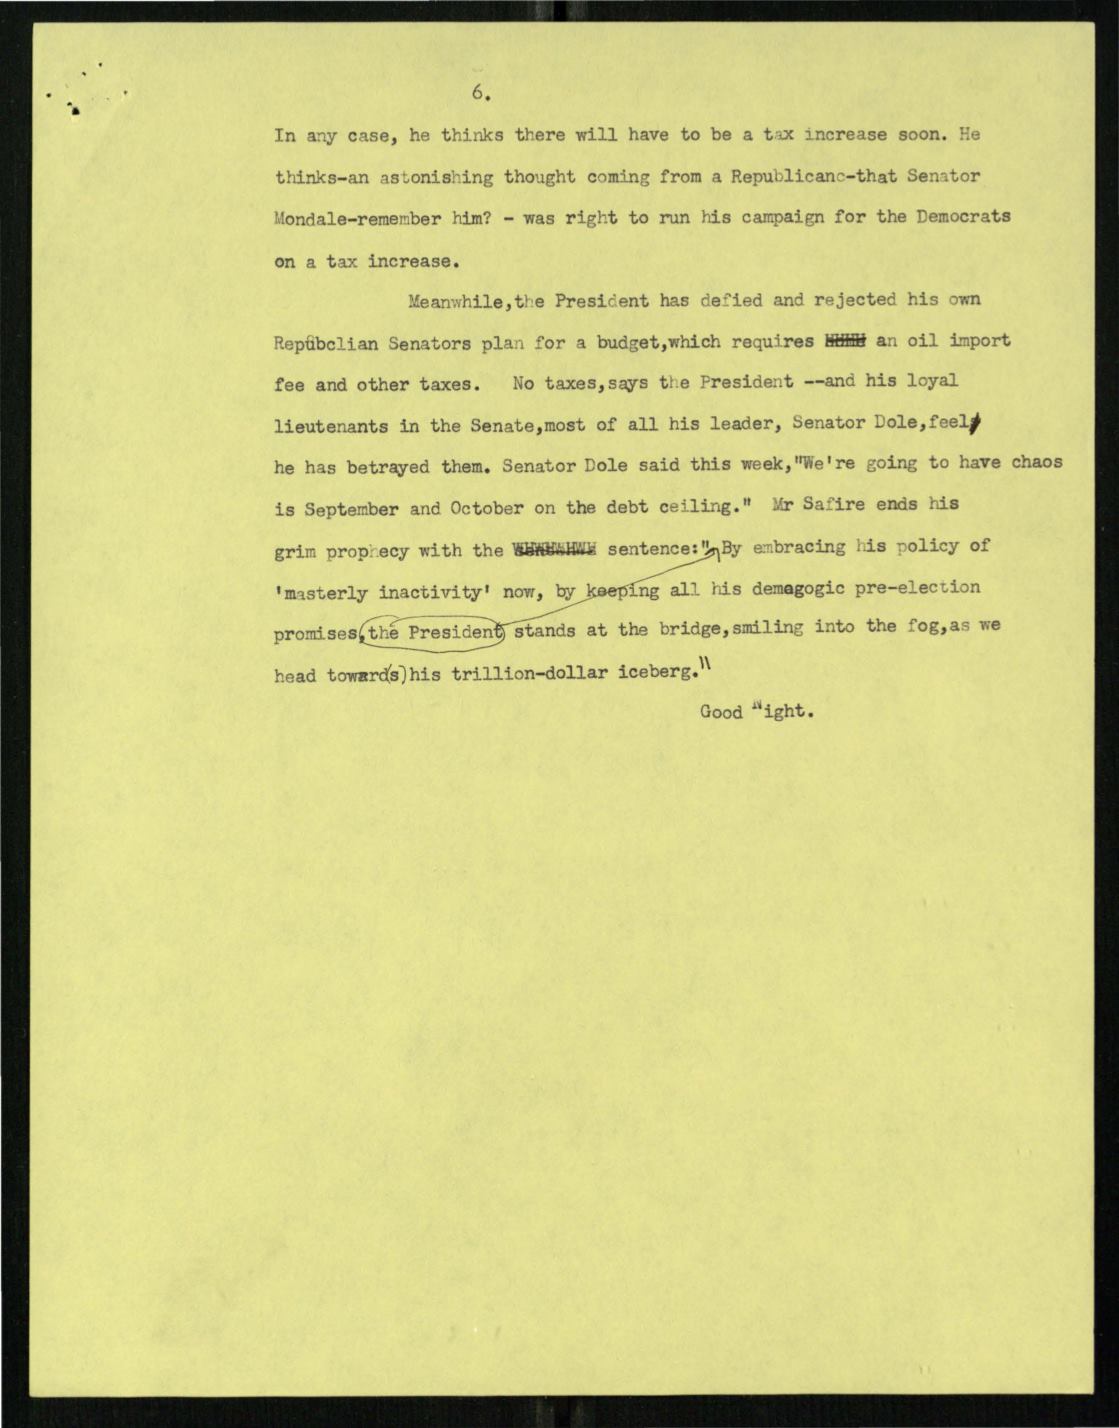 6.
In any case, he thinks there will have to be a tax increase soon. He
thinks-an astonishing thought coming from a Republicanc-that Senator
Mondale-remember him? - was right to run his campaign for the Democrats
on a tax increase.
Meanwhile,the President has defied and rejected his own
Repubclian Senators plan for a budget,which requires an oil import
fee and other taxes. No taxes,says the President --and his loyal
lieutenants in the Senate,most of all his leader, Senator Dole,feel
he has betrayed them. Senator Dole said this week,"We're going to have chaos
is September and October on the debt ceiling." Mr Safire ends his
grim prophecy with the sentence:" By embracing his policy of
'masterly inactivity' now, by keeping all his demagogic pre-election
promises,the President stands at the bridge,smiling into the fog,as we
head toward(s)his trillion-dollar iceberg."
Good Night.